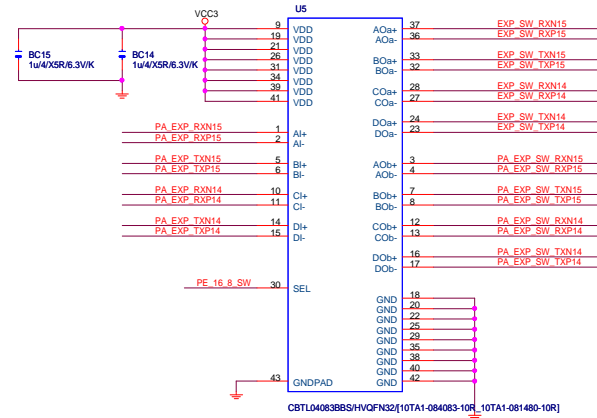 VCC3
U5
BC15
1u/4/X5R/6.3V/K
BC14
1u/4/X5R/6.3V/K
9 VDD AOa+ 37 EXP_SW_RXN15
19 VDD AOa- 36 EXP_SW_RXP15
21 VDD
26 VDD BOa+ 33 EXP_SW_TXN15
31 VDD BOa- 32 EXP_SW_TXP15
34 VDD
39 VDD COa+ 28 EXP_SW_RXN14
41 VDD COa- 27 EXP_SW_RXP14
DOa+ 24 EXP_SW_TXN14
PA_EXP_RXN15 1 AI+ DOa- 23 EXP_SW_TXP14
PA_EXP_RXP15 2 AI-
PA_EXP_TXN15 5 BI+ AOb+ 3 PA_EXP_SW_RXN15
PA_EXP_TXP15 6 BI- AOb- 4 PA_EXP_SW_RXP15
PA_EXP_RXN14 10 CI+ BOb+ 7 PA_EXP_SW_TXN15
PA_EXP_RXP14 11 CI- BOb- 8 PA_EXP_SW_TXP15
PA_EXP_TXN14 14 DI+ COb+ 12 PA_EXP_SW_RXN14
PA_EXP_TXP14 15 DI- COb- 13 PA_EXP_SW_RXP14
DOb+ 16 PA_EXP_SW_TXN14
DOb- 17 PA_EXP_SW_TXP14
PE_16_8_SW 30 SEL
GND 18
GND 20
GND 22
GND 25
GND 29
GND 35
GND 38
GND 40
43 GNDPAD GND 42
CBTL04083BBS/HVQFN32/[10TA1-084083-10R_10TA1-081480-10R]